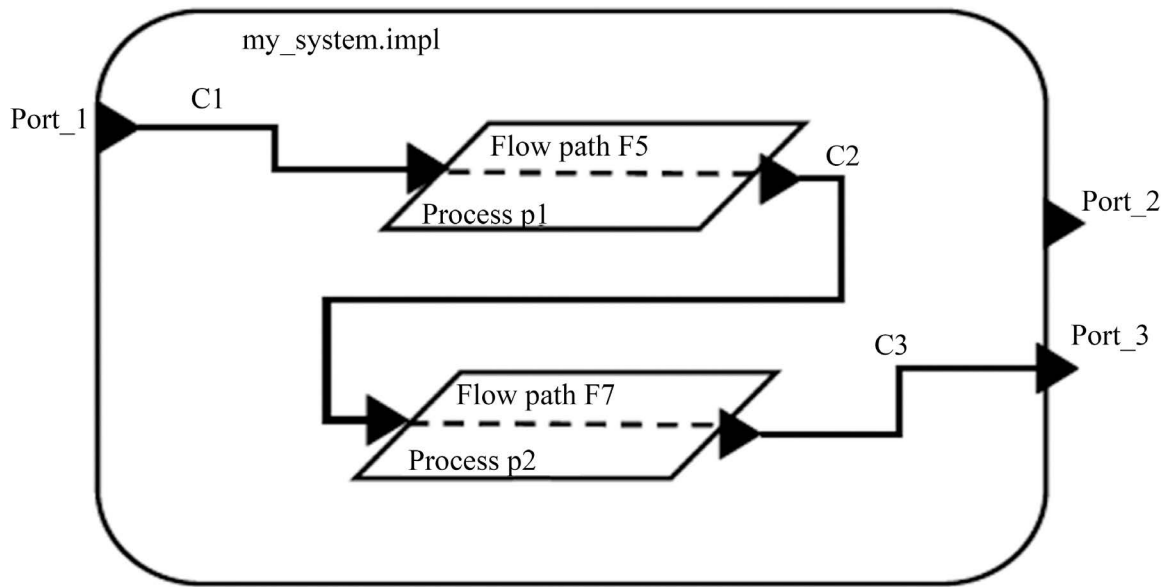 my_system.impl
C1
Port_1
Flow path F5
C2
Process p1
Port_2
Port_3
C3
Flow path F7
Process p2